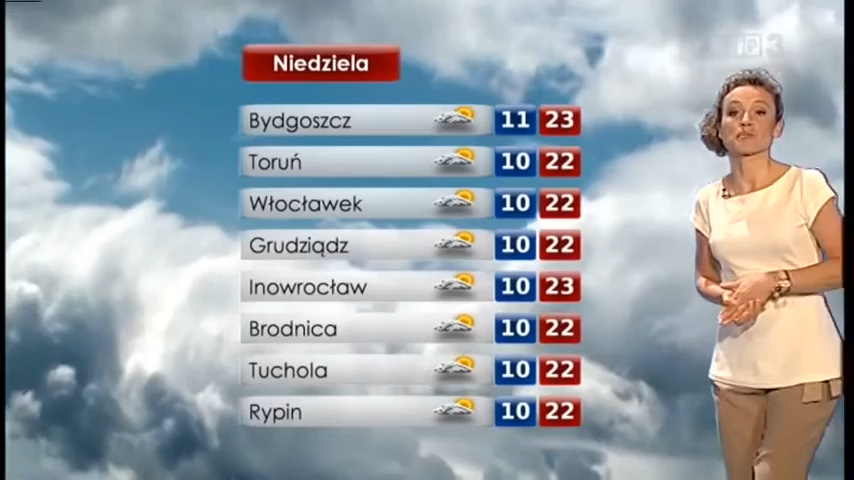 Niedziela
Bydgoszcz 11 23
Toruń 10 22
Włocławek 10 22
Grudziądz 10 22
Inowrocław 10 23
Brodnica 10 22
Tuchola 10 22
Rypin 10 22